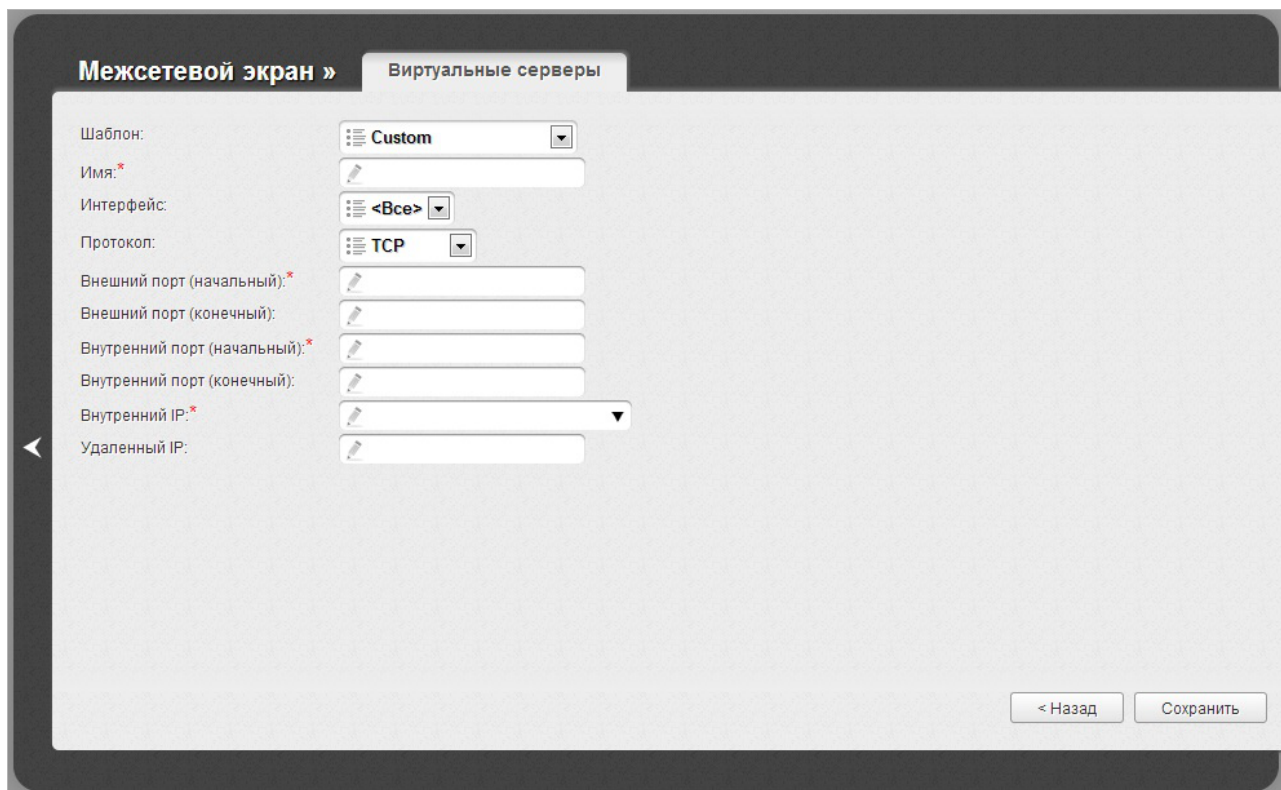 Межсетевой экран » Виртуальные серверы
Шаблон: Custom
Имя:*
Интерфейс: <Все>
Протокол: TCP
Внешний порт (начальный):*
Внешний порт (конечный):
Внутренний порт (начальный):*
Внутренний порт (конечный):
Внутренний IP:*
Удаленный IP:
< Назад Сохранить